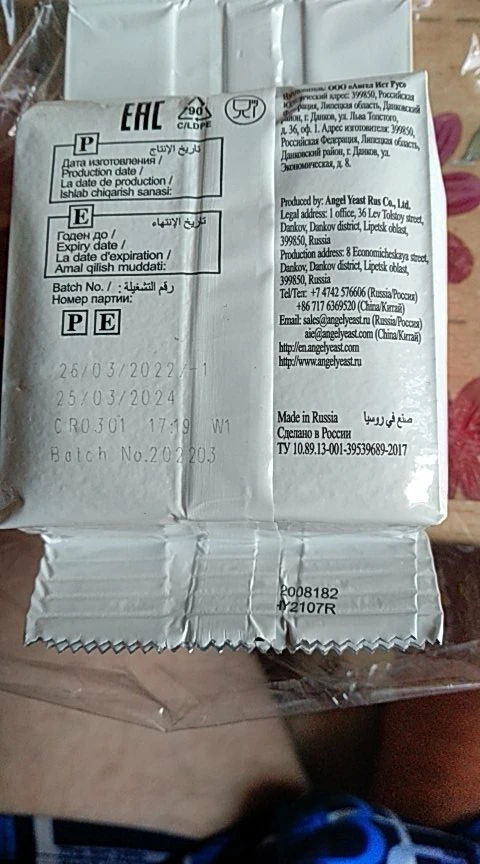 EAC
90
C/LDPE
P
تاريخ الإنتاج
Дата изготовления /
Production date /
La date de production /
Ishlab chiqarish sanasi:
E
تاريخ الإنتهاء
Годен до /
Expiry date /
La date d'expiration /
Amal qilish muddati:
Batch No. / رقم التشغيلة :
Номер партии:
P E
26/03/2022/-1
25/03/2024
CR0301 17:19 W1
Batch No.202203
ООО «Ангел Ист Рус»
адрес: 399850, Российская
Липецкая область, Данковский
район, г. Данков, ул. Льва Толстого,
д. 36, оф. 1. Адрес изготовителя: 399850,
Российская Федерация, Липецкая область,
Данковский район, г. Данков, ул.
Экономическая, д. 8.
Produced by: Angel Yeast Rus Co., Ltd.
Legal address: 1 office, 36 Lev Tolstoy street,
Dankov, Dankov district, Lipetsk oblast,
399850, Russia
Production address: 8 Economicheskaya street,
Dankov, Dankov district, Lipetsk oblast,
399850, Russia
Tel/Тел: +7 4742 576606 (Russia/Россия)
+86 717 6369520 (China/Китай)
Email: sales@angelyeast.ru (Russia/Россия)
aie@angelyeast.com (China/Китай)
http://en.angelyeast.com
http://www.angelyeast.ru
Made in Russia صنع في روسيا
Сделано в России
ТУ 10.89.13-001-39539689-2017
2008182
Y2107R